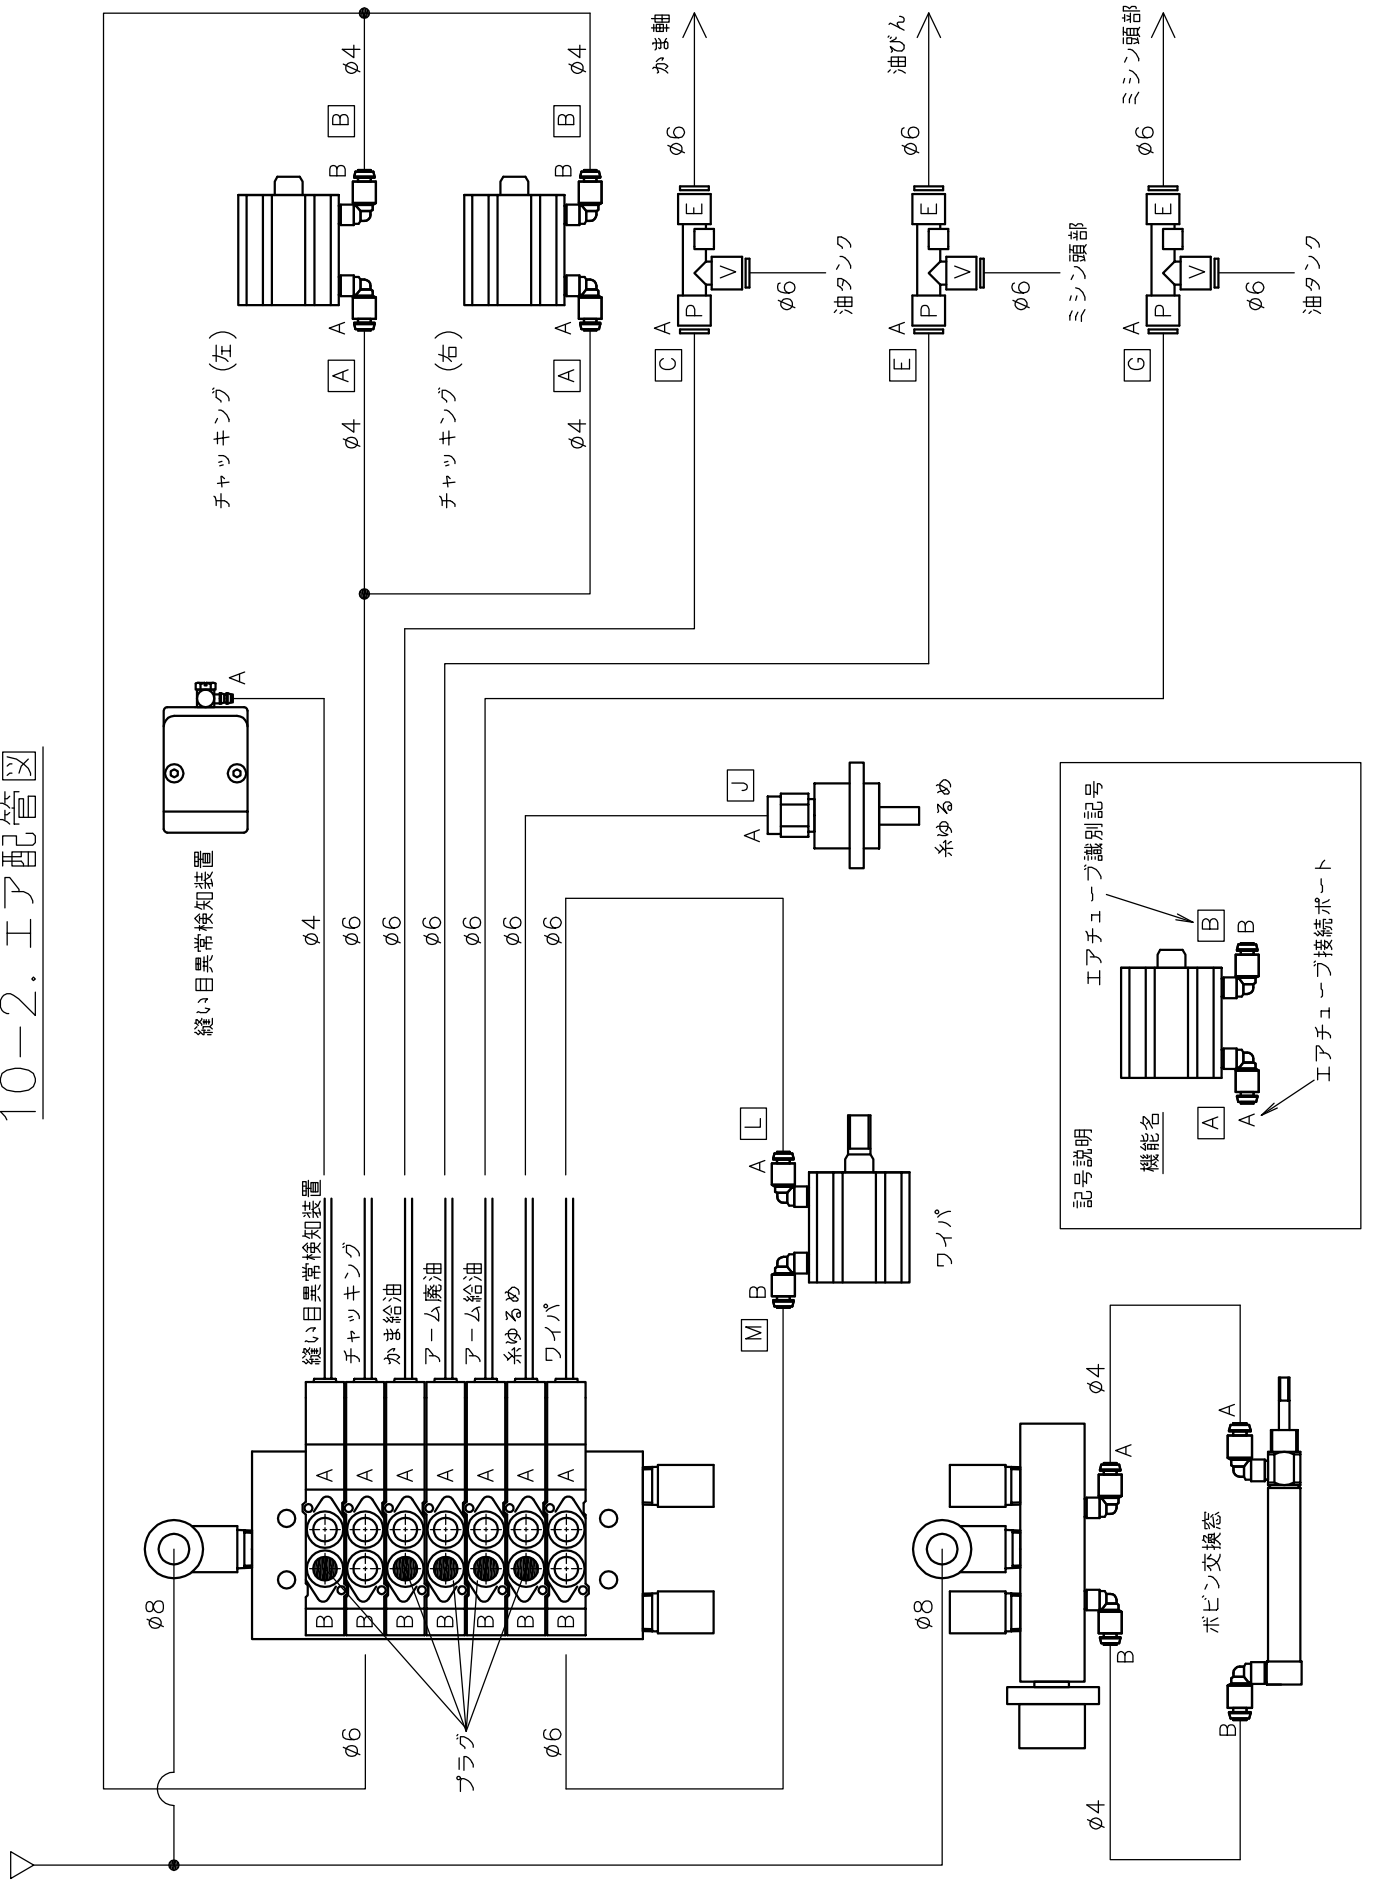 10-2. エア配管図
縫い目異常検知装置
A
φ4
φ6
φ6
φ6
φ6
φ6
φ6
チャッキング (左)
A
A
φ4
B
B
φ4
チャッキング (右)
A
A
φ4
B
B
φ4
C
A
P
V
E
φ6
かま軸
φ6
油タンク
E
A
P
V
E
φ6
油びん
φ6
ミシン頭部
G
A
P
V
E
φ6
ミシン頭部
φ6
油タンク
J
A
糸ゆるめ
縫い目異常検知装置
チャッキング
かま給油
アーム廃油
アーム給油
糸ゆるめ
ワイパ
A
A
A
A
A
A
A
B
B
B
B
B
B
B
φ8
φ6
プラグ
φ6
L
A
B
M
ワイパ
φ8
A
B
φ4
φ4
ボビン交換窓
A
B
記号説明
機能名
A
A
B
B
エアチューブ識別記号
エアチューブ接続ポート